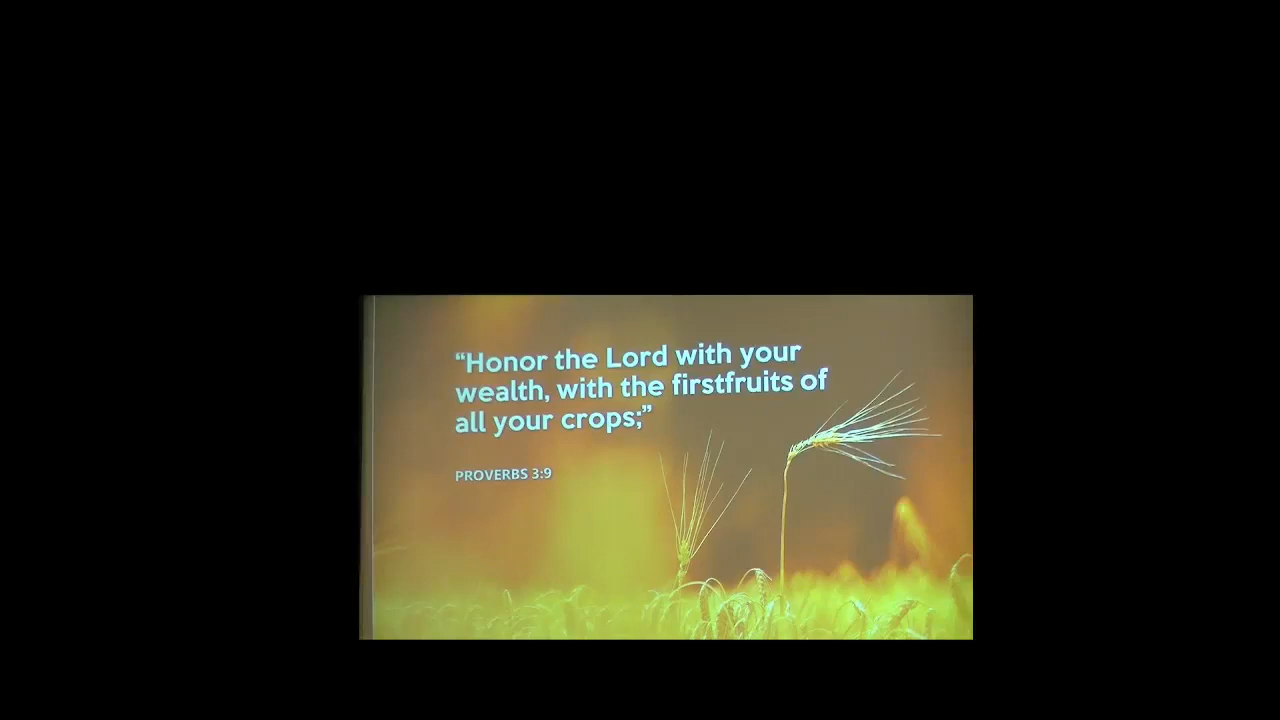 “Honor the Lord with your
wealth, with the firstfruits of
all your crops;”
PROVERBS 3:9